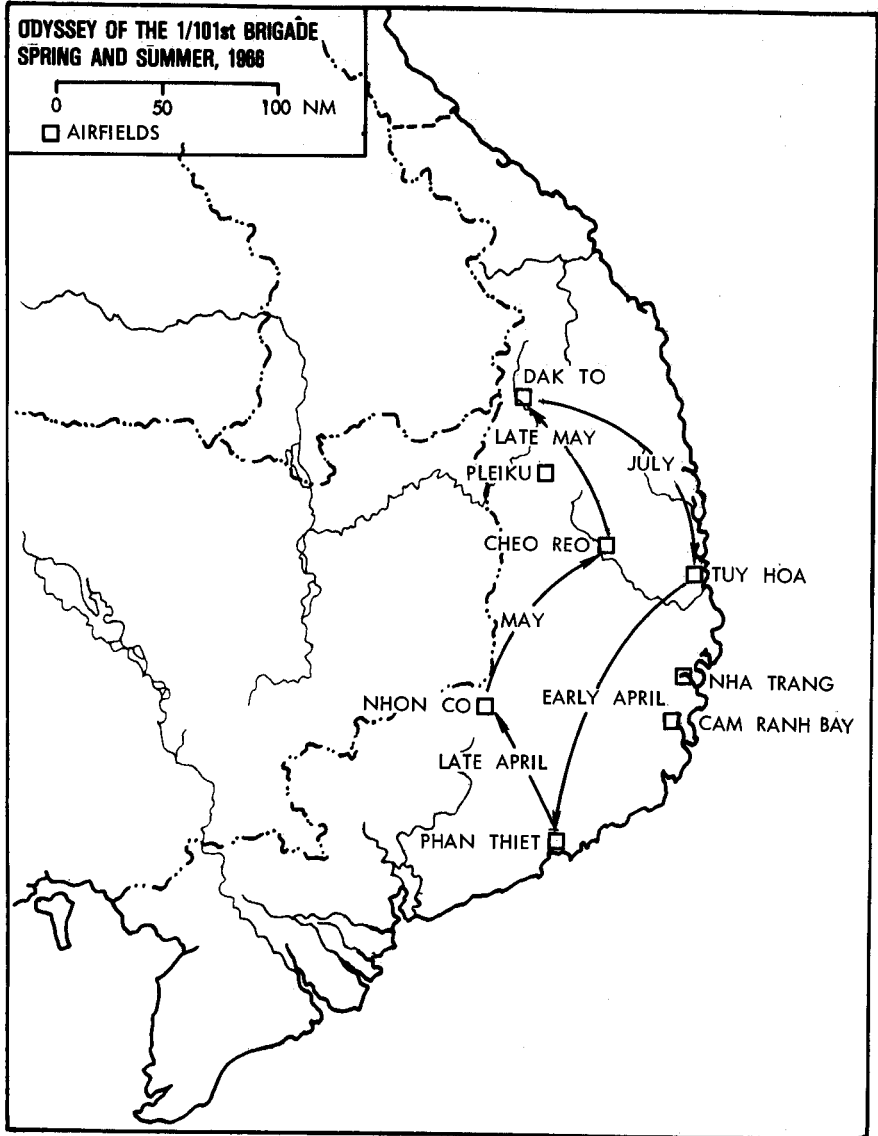 ODYSSEY OF THE 1/101st BRIGADE
SPRING AND SUMMER, 1966
0 50 100 NM
AIRFIELDS
DAK TO
LATE MAY
JULY
PLEIKU
CHEO REO
TUY HOA
MAY
NHA TRANG
NHON CO
EARLY APRIL
CAM RANH BAY
LATE APRIL
PHAN THIET